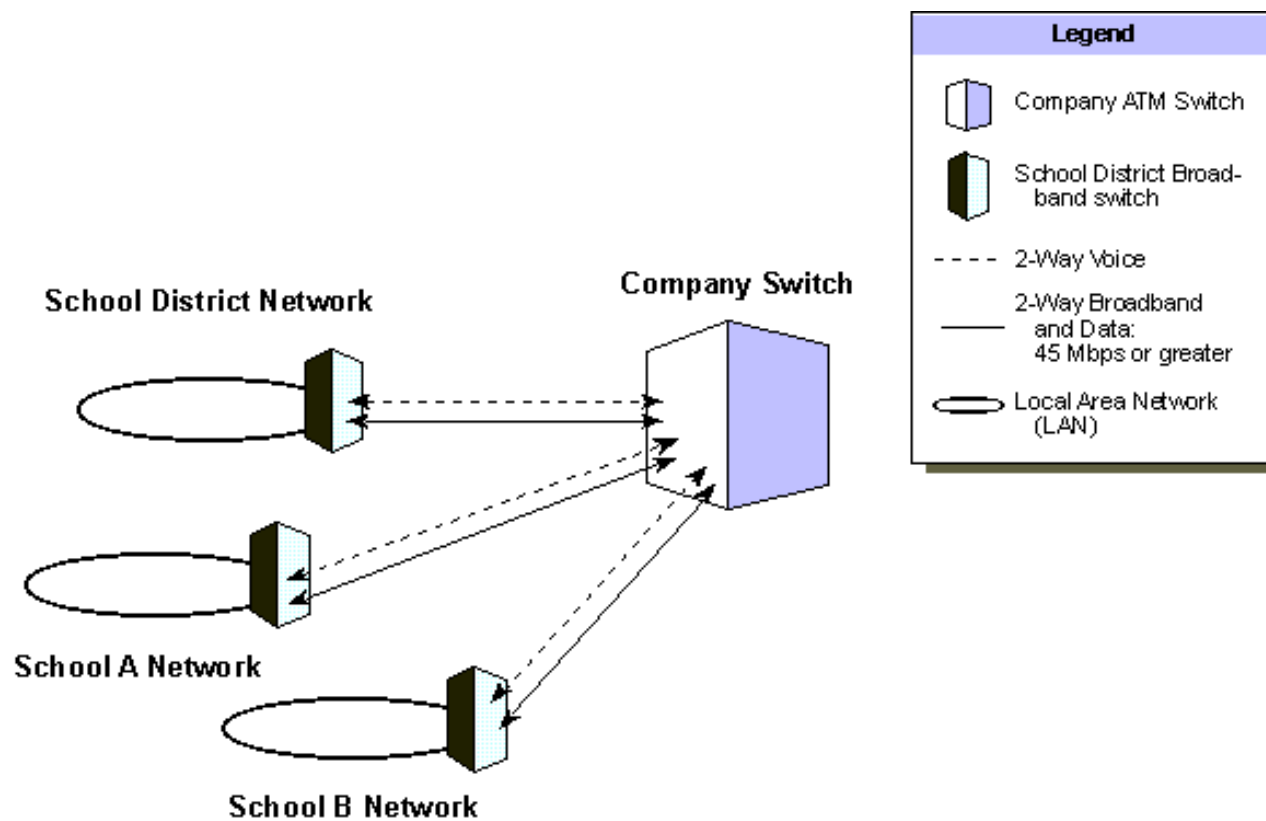 Legend
Company ATM Switch
School District Broad-
band switch
2-Way Voice
2-Way Broadband
and Data:
45 Mbps or greater
Local Area Network
(LAN)
School District Network
Company Switch
School A Network
School B Network